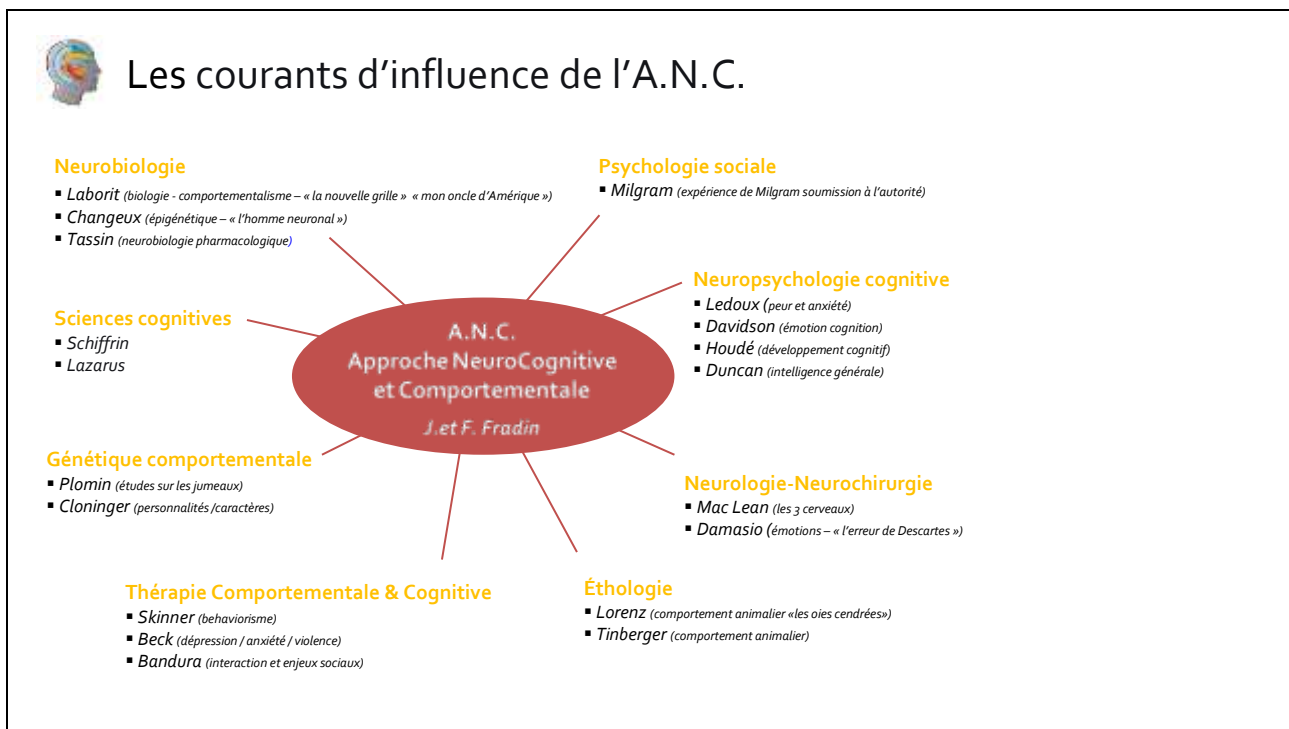 Les courants d'influence de l'A.N.C.
Neurobiologie
▪ Laborit (biologie - comportementalisme – « la nouvelle grille »  « mon oncle d'Amérique »)
▪ Changeux (épigénétique – « l'homme neuronal »)
▪ Tassin (neurobiologie pharmacologique)
Psychologie sociale
▪ Milgram (expérience de Milgram soumission à l'autorité)
Neuropsychologie cognitive
▪ Ledoux (peur et anxiété)
▪ Davidson (émotion cognition)
▪ Houdé (développement cognitif)
▪ Duncan (intelligence générale)
Sciences cognitives
▪ Schiffrin
▪ Lazarus
A.N.C.
Approche NeuroCognitive
et Comportementale
J.et F. Fradin
Génétique comportementale
▪ Plomin (études sur les jumeaux)
▪ Cloninger (personnalités /caractères)
Neurologie-Neurochirurgie
▪ Mac Lean (les 3 cerveaux)
▪ Damasio (émotions – « l'erreur de Descartes »)
Thérapie Comportementale & Cognitive
▪ Skinner (behaviorisme)
▪ Beck (dépression / anxiété / violence)
▪ Bandura (interaction et enjeux sociaux)
Éthologie
▪ Lorenz (comportement animalier «les oies cendrées»)
▪ Tinberger (comportement animalier)